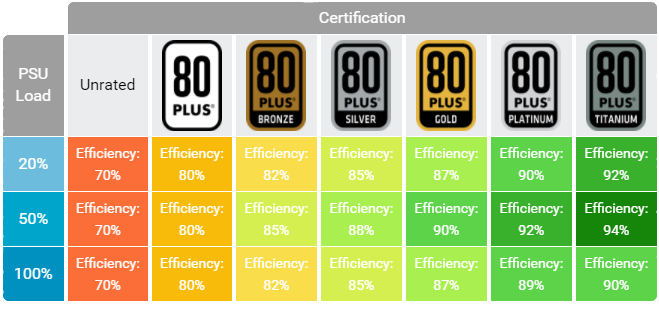 Certification
PSU
Load
Unrated
80
PLUS®
80
PLUS®
BRONZE
80
PLUS®
SILVER
80
PLUS®
GOLD
80
PLUS®
PLATINUM
80
PLUS®
TITANIUM
20%
Efficiency:
70%
Efficiency:
80%
Efficiency:
82%
Efficiency:
85%
Efficiency:
87%
Efficiency:
90%
Efficiency:
92%
50%
Efficiency:
70%
Efficiency:
80%
Efficiency:
85%
Efficiency:
88%
Efficiency:
90%
Efficiency:
92%
Efficiency:
94%
100%
Efficiency:
70%
Efficiency:
80%
Efficiency:
82%
Efficiency:
85%
Efficiency:
87%
Efficiency:
89%
Efficiency:
90%